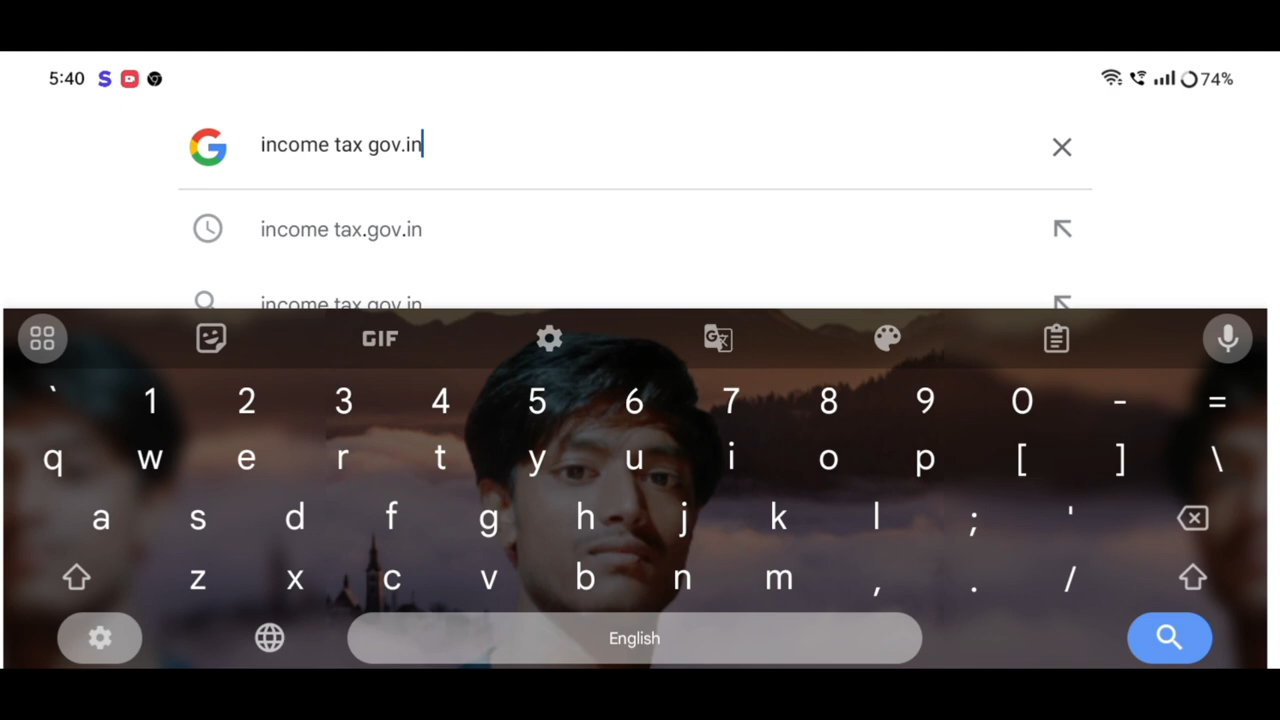 5:40 S 74%
income tax gov.in
income tax.gov.in
income tax gov in
GIF
` 1 2 3 4 5 6 7 8 9 0 - =
q w e r t y u i o p [ ] \
a s d f g h j k l ; '
z x c v b n m , . /
English